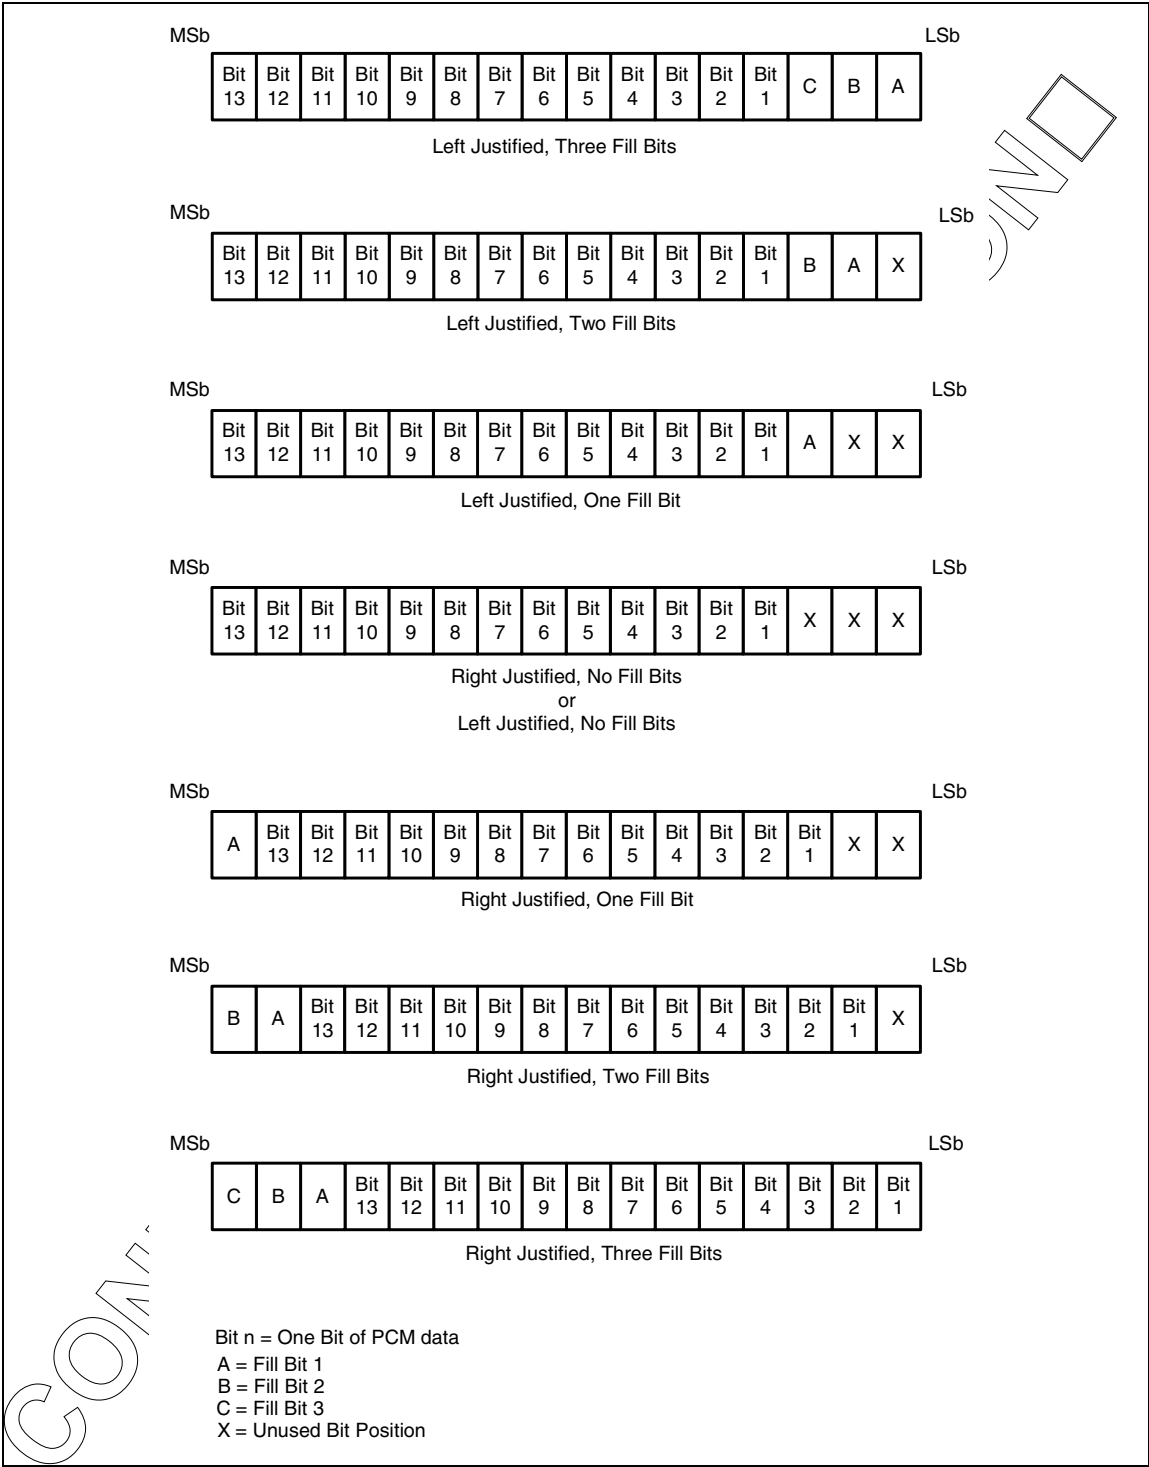 MSb LSb
Bit 13 Bit 12 Bit 11 Bit 10 Bit 9 Bit 8 Bit 7 Bit 6 Bit 5 Bit 4 Bit 3 Bit 2 Bit 1 C B A
Left Justified, Three Fill Bits
MSb LSb
Bit 13 Bit 12 Bit 11 Bit 10 Bit 9 Bit 8 Bit 7 Bit 6 Bit 5 Bit 4 Bit 3 Bit 2 Bit 1 B A X
Left Justified, Two Fill Bits
MSb LSb
Bit 13 Bit 12 Bit 11 Bit 10 Bit 9 Bit 8 Bit 7 Bit 6 Bit 5 Bit 4 Bit 3 Bit 2 Bit 1 A X X
Left Justified, One Fill Bit
MSb LSb
Bit 13 Bit 12 Bit 11 Bit 10 Bit 9 Bit 8 Bit 7 Bit 6 Bit 5 Bit 4 Bit 3 Bit 2 Bit 1 X X X
Right Justified, No Fill Bits
or
Left Justified, No Fill Bits
MSb LSb
A Bit 13 Bit 12 Bit 11 Bit 10 Bit 9 Bit 8 Bit 7 Bit 6 Bit 5 Bit 4 Bit 3 Bit 2 Bit 1 X X
Right Justified, One Fill Bit
MSb LSb
B A Bit 13 Bit 12 Bit 11 Bit 10 Bit 9 Bit 8 Bit 7 Bit 6 Bit 5 Bit 4 Bit 3 Bit 2 Bit 1 X
Right Justified, Two Fill Bits
MSb LSb
C B A Bit 13 Bit 12 Bit 11 Bit 10 Bit 9 Bit 8 Bit 7 Bit 6 Bit 5 Bit 4 Bit 3 Bit 2 Bit 1
Right Justified, Three Fill Bits
Bit n = One Bit of PCM data
A = Fill Bit 1
B = Fill Bit 2
C = Fill Bit 3
X = Unused Bit Position